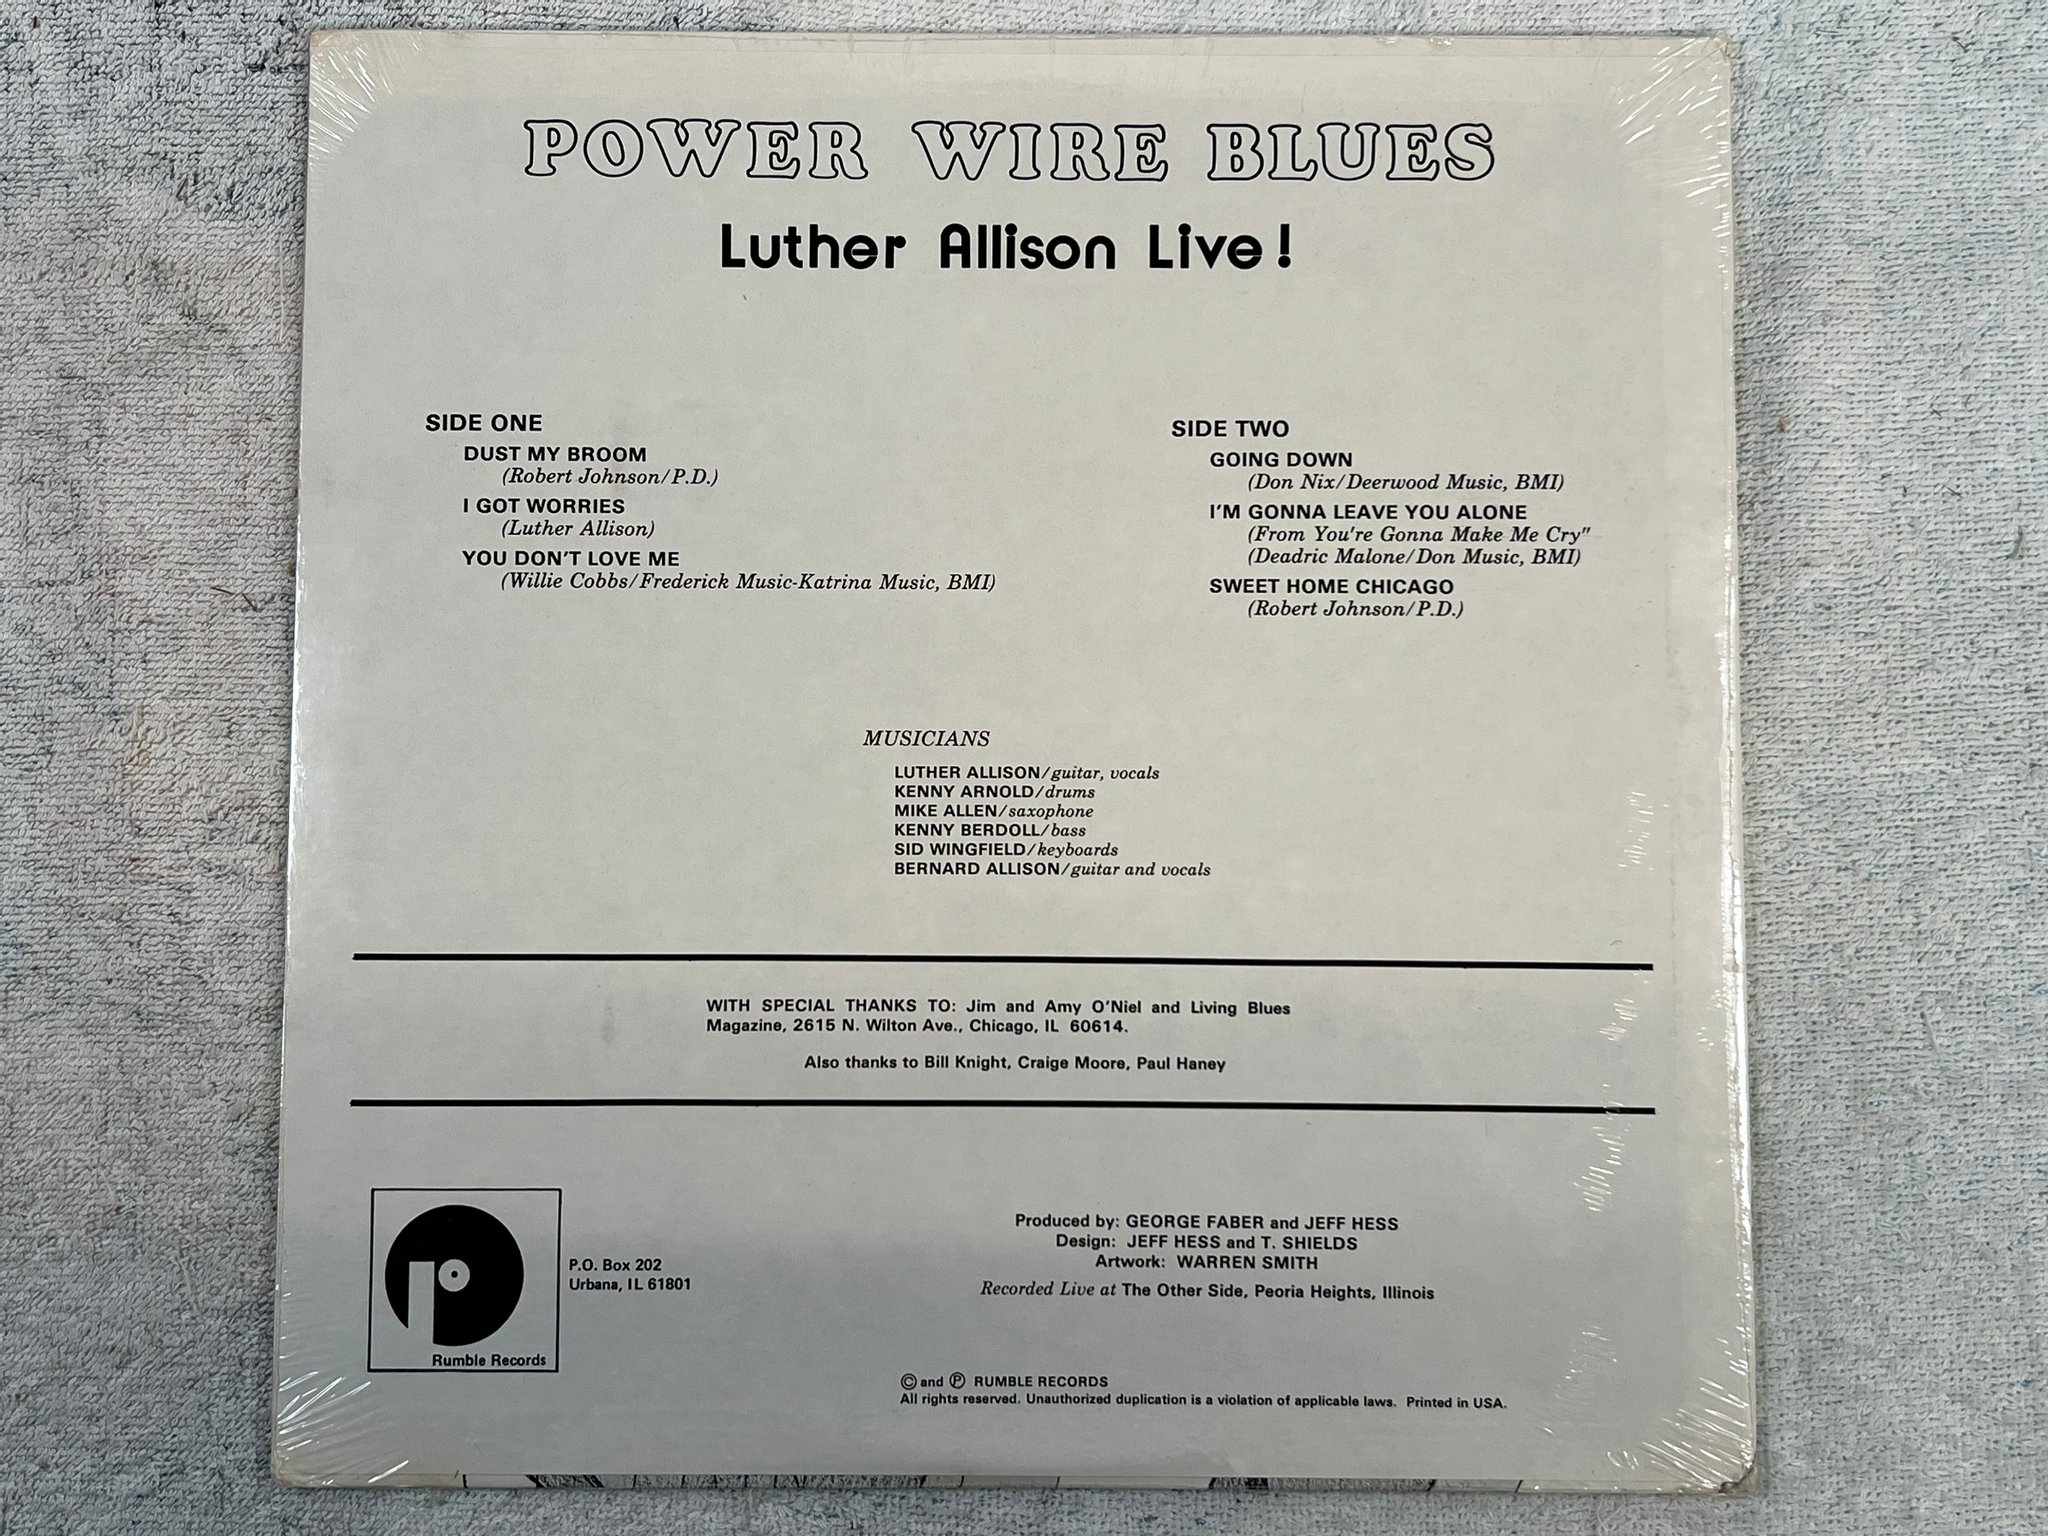 POWER WIRE BLUES
Luther Allison Live!
SIDE ONE
DUST MY BROOM
(Robert Johnson/P.D.)
I GOT WORRIES
(Luther Allison)
YOU DON'T LOVE ME
(Willie Cobbs/Frederick Music-Katrina Music, BMI)
SIDE TWO
GOING DOWN
(Don Nix/Deerwood Music, BMI)
I'M GONNA LEAVE YOU ALONE
(From You're Gonna Make Me Cry"
(Deadric Malone/Don Music, BMI)
SWEET HOME CHICAGO
(Robert Johnson/P.D.)
MUSICIANS
LUTHER ALLISON/guitar, vocals
KENNY ARNOLD/drums
MIKE ALLEN/saxophone
KENNY BERDOLL/bass
SID WINGFIELD/keyboards
BERNARD ALLISON/guitar and vocals
WITH SPECIAL THANKS TO: Jim and Amy O'Niel and Living Blues
Magazine, 2615 N. Wilton Ave., Chicago, IL 60614.
Also thanks to Bill Knight, Craige Moore, Paul Haney
Rumble Records
P.O. Box 202
Urbana, IL 61801
Produced by: GEORGE FABER and JEFF HESS
Design: JEFF HESS and T. SHIELDS
Artwork: WARREN SMITH
Recorded Live at The Other Side, Peoria Heights, Illinois
© and ℗ RUMBLE RECORDS
All rights reserved. Unauthorized duplication is a violation of applicable laws. Printed in USA.